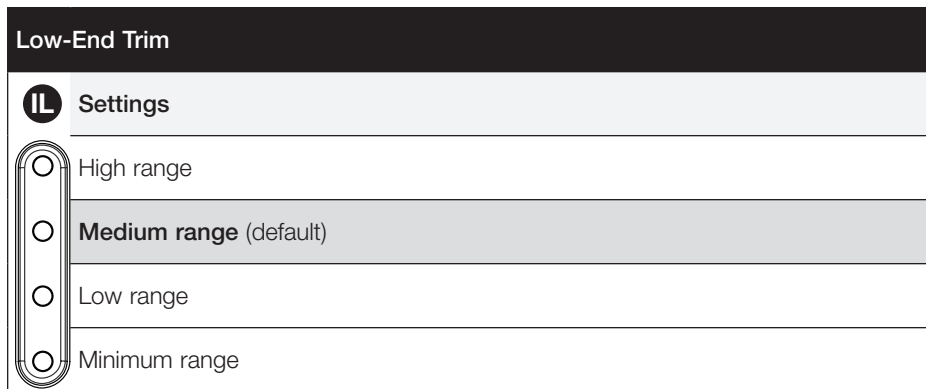 Low-End Trim
IL Settings
High range
Medium range (default)
Low range
Minimum range